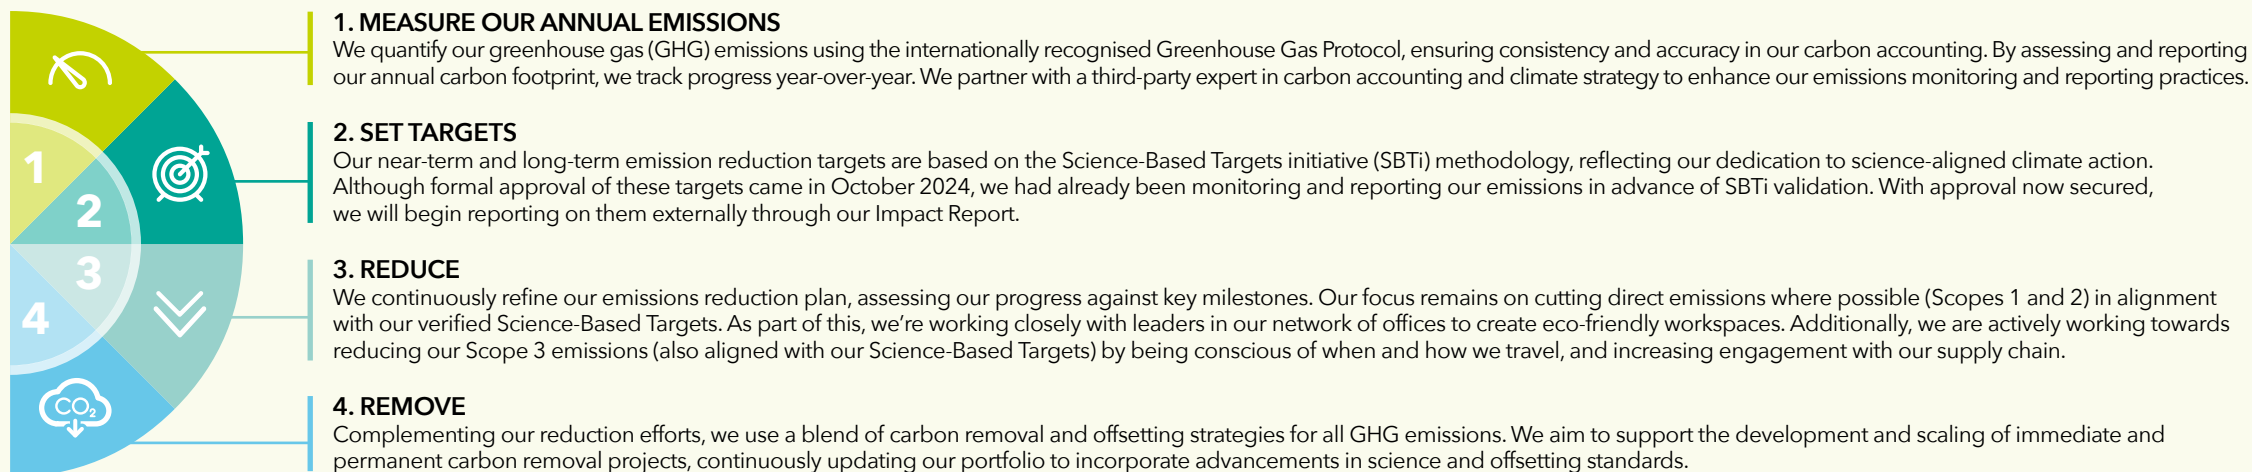 1. MEASURE OUR ANNUAL EMISSIONS
We quantify our greenhouse gas (GHG) emissions using the internationally recognised Greenhouse Gas Protocol, ensuring consistency and accuracy in our carbon accounting. By assessing and reporting
our annual carbon footprint, we track progress year-over-year. We partner with a third-party expert in carbon accounting and climate strategy to enhance our emissions monitoring and reporting practices.
1
2. SET TARGETS
Our near-term and long-term emission reduction targets are based on the Science-Based Targets initiative (SBTi) methodology, reflecting our dedication to science-aligned climate action.
Although formal approval of these targets came in October 2024, we had already been monitoring and reporting our emissions in advance of SBTi validation. With approval now secured,
we will begin reporting on them externally through our Impact Report.
2
3. REDUCE
We continuously refine our emissions reduction plan, assessing our progress against key milestones. Our focus remains on cutting direct emissions where possible (Scopes 1 and 2) in alignment
with our verified Science-Based Targets. As part of this, we're working closely with leaders in our network of offices to create eco-friendly workspaces. Additionally, we are actively working towards
reducing our Scope 3 emissions (also aligned with our Science-Based Targets) by being conscious of when and how we travel, and increasing engagement with our supply chain.
3
4. REMOVE
Complementing our reduction efforts, we use a blend of carbon removal and offsetting strategies for all GHG emissions. We aim to support the development and scaling of immediate and
permanent carbon removal projects, continuously updating our portfolio to incorporate advancements in science and offsetting standards.
4
CO₂